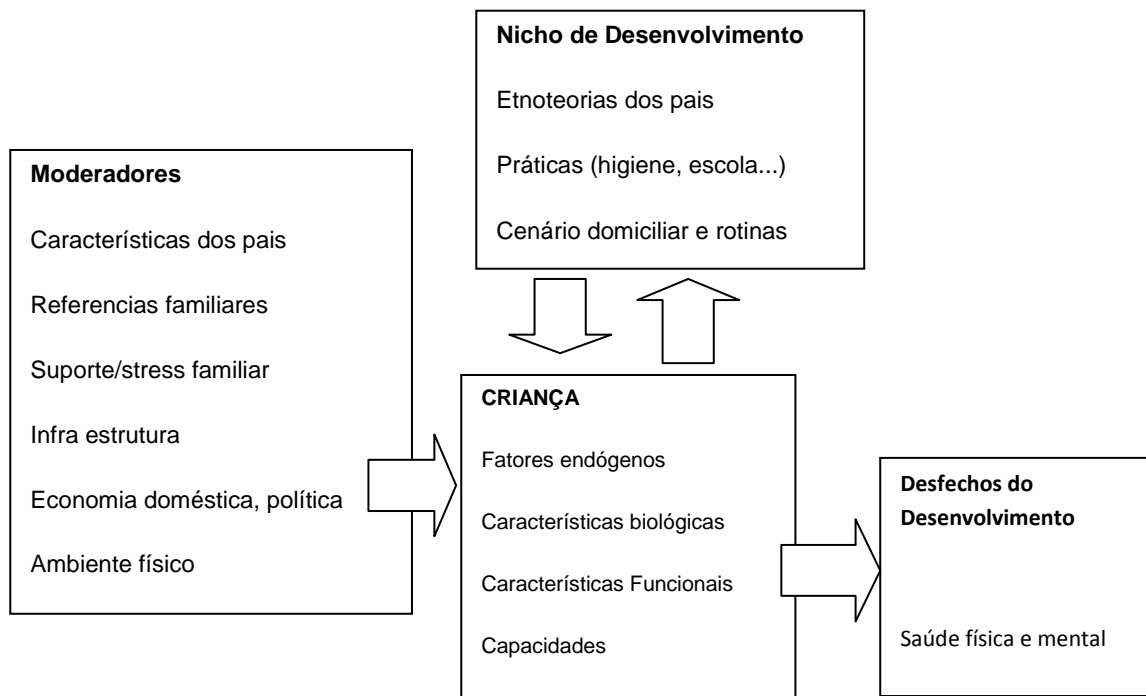 Nicho de Desenvolvimento
Etnoteorias dos pais
Práticas (higiene, escola...)
Cenário domiciliar e rotinas
Moderadores
Características dos pais
Referencias familiares
Suporte/stress familiar
Infra estrutura
Economia doméstica, política
Ambiente físico
CRIANÇA
Fatores endógenos
Características biológicas
Características Funcionais
Capacidades
Desfechos do
Desenvolvimento
Saúde física e mental